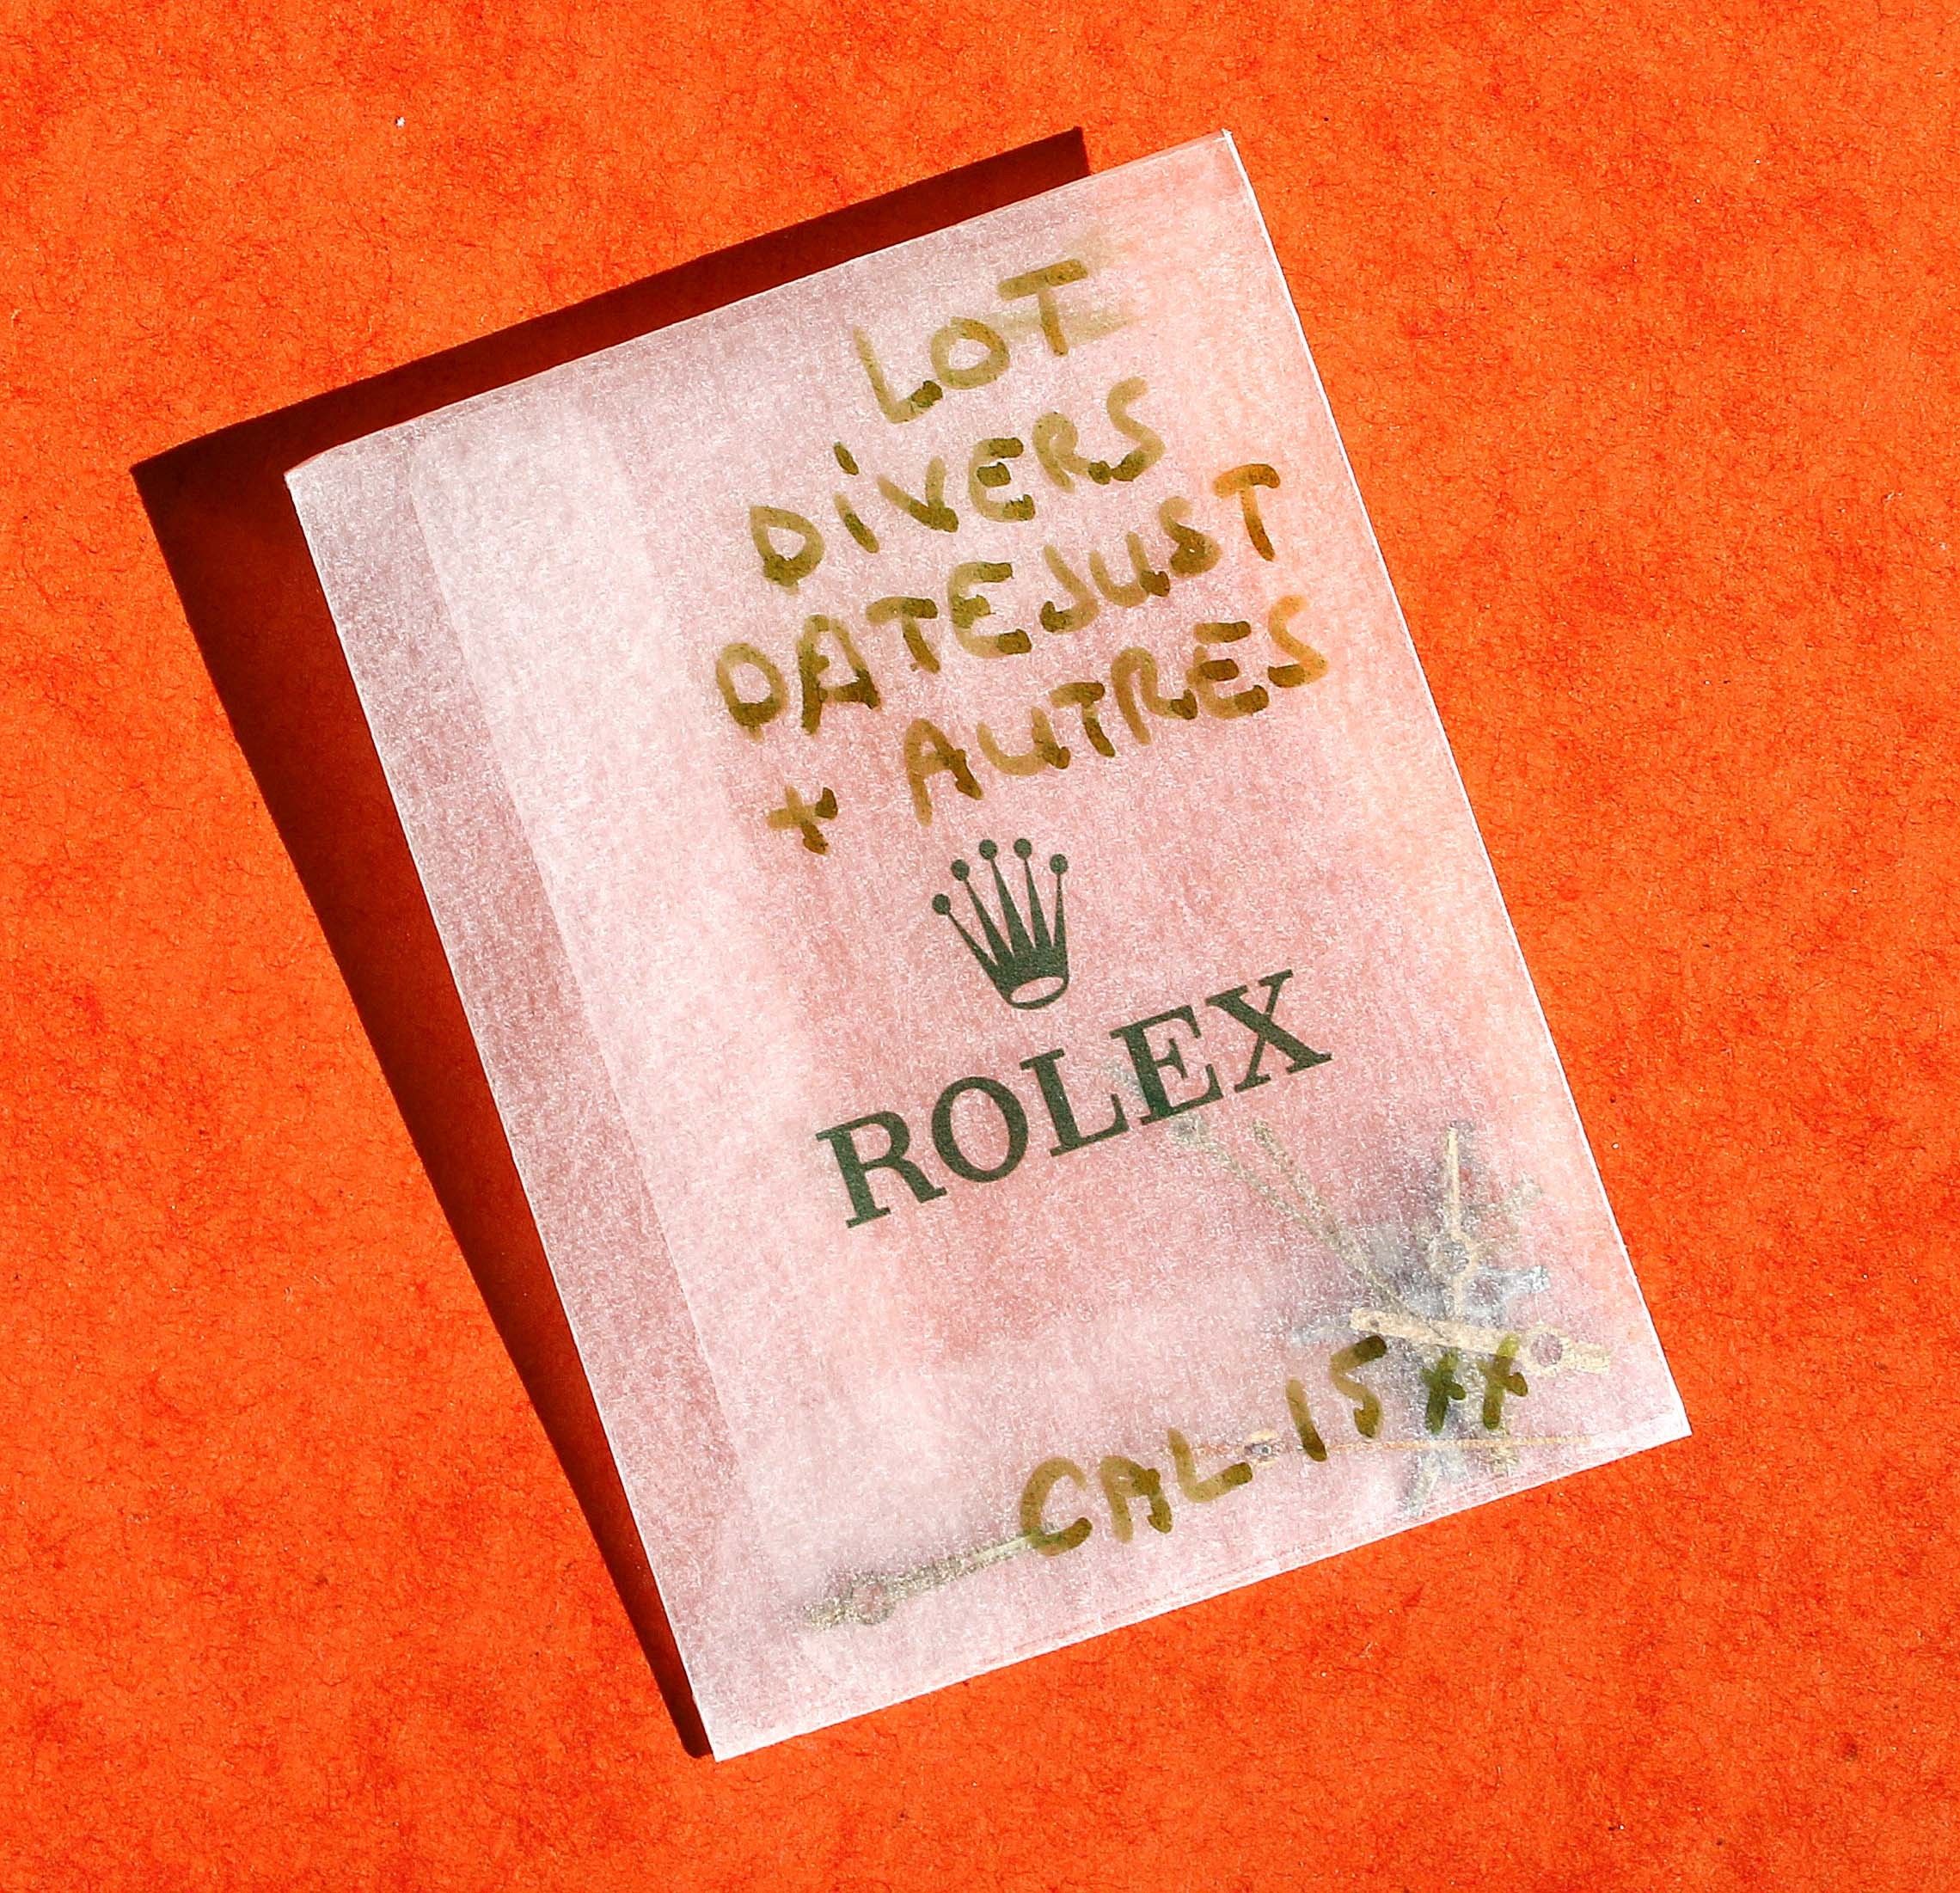 LOT
DiVERS
DATEJUST
+ AUTRES
ROLEX
CAL-15xx